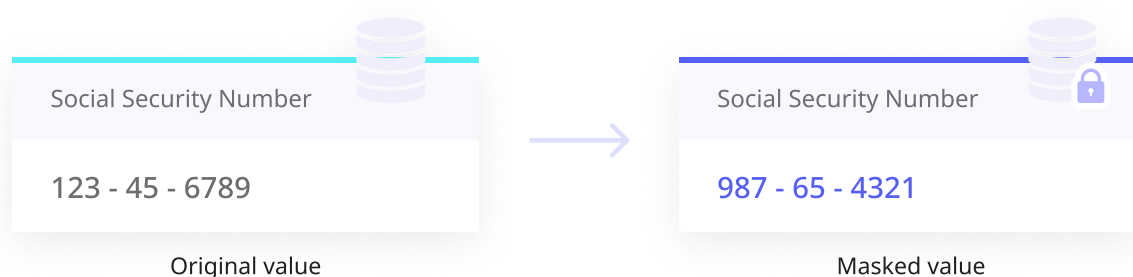 Social Security Number
123 - 45 - 6789
Original value
Social Security Number
987 - 65 - 4321
Masked value